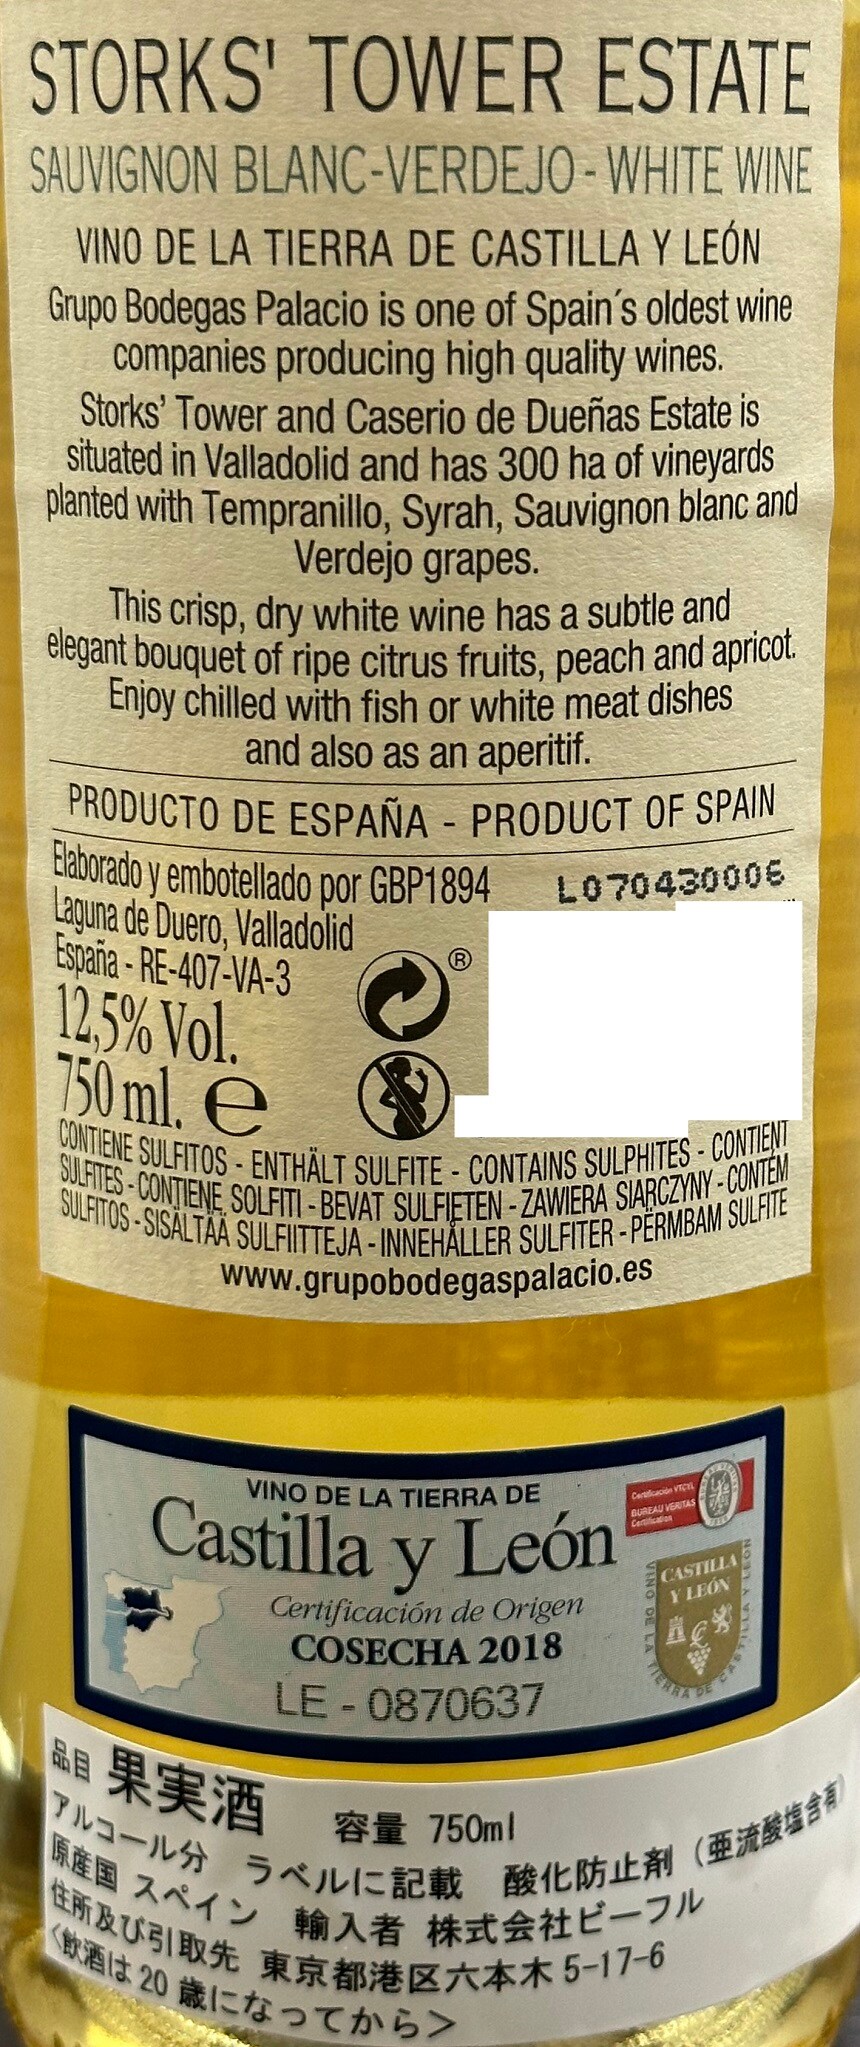 STORKS' TOWER ESTATE
SAUVIGNON BLANC-VERDEJO - WHITE WINE
VINO DE LA TIERRA DE CASTILLA Y LEÓN
Grupo Bodegas Palacio is one of Spain´s oldest wine
companies producing high quality wines.
Storks' Tower and Caserio de Dueñas Estate is
situated in Valladolid and has 300 ha of vineyards
planted with Tempranillo, Syrah, Sauvignon blanc and
Verdejo grapes.
This crisp, dry white wine has a subtle and
elegant bouquet of ripe citrus fruits, peach and apricot.
Enjoy chilled with fish or white meat dishes
and also as an aperitif.
PRODUCTO DE ESPAÑA - PRODUCT OF SPAIN
Elaborado y embotellado por GBP1894
L070430006
Laguna de Duero, Valladolid
España - RE-407-VA-3
®
12,5% Vol.
750 ml. e
CONTIENE SULFITOS - ENTHÄLT SULFITE - CONTAINS SULPHITES - CONTIENT
SULFITES - CONTIENE SOLFITI - BEVAT SULFIETEN - ZAWIERA SIARCZYNY - CONTÉM
SULFITOS - SISÄLTÄÄ SULFIITTEJA - INNEHÅLLER SULFITER - PËRMBAM SULFITE
www.grupobodegaspalacio.es
VINO DE LA TIERRA DE
Castilla y León
Certificación de Origen
COSECHA 2018
LE - 0870637
Certificación VTCYL
BUREAU VERITAS
Certification
CASTILLA
Y LEÓN
VINO DE LA TIERRA DE CASTILLA Y LEÓN
品目 果実酒 容量 750ml
アルコール分 ラベルに記載 酸化防止剤（亜硫酸塩含有）
原産国 スペイン 輸入者 株式会社ビーフル
住所及び引取先 東京都港区六本木 5-17-6
＜飲酒は 20 歳になってから＞